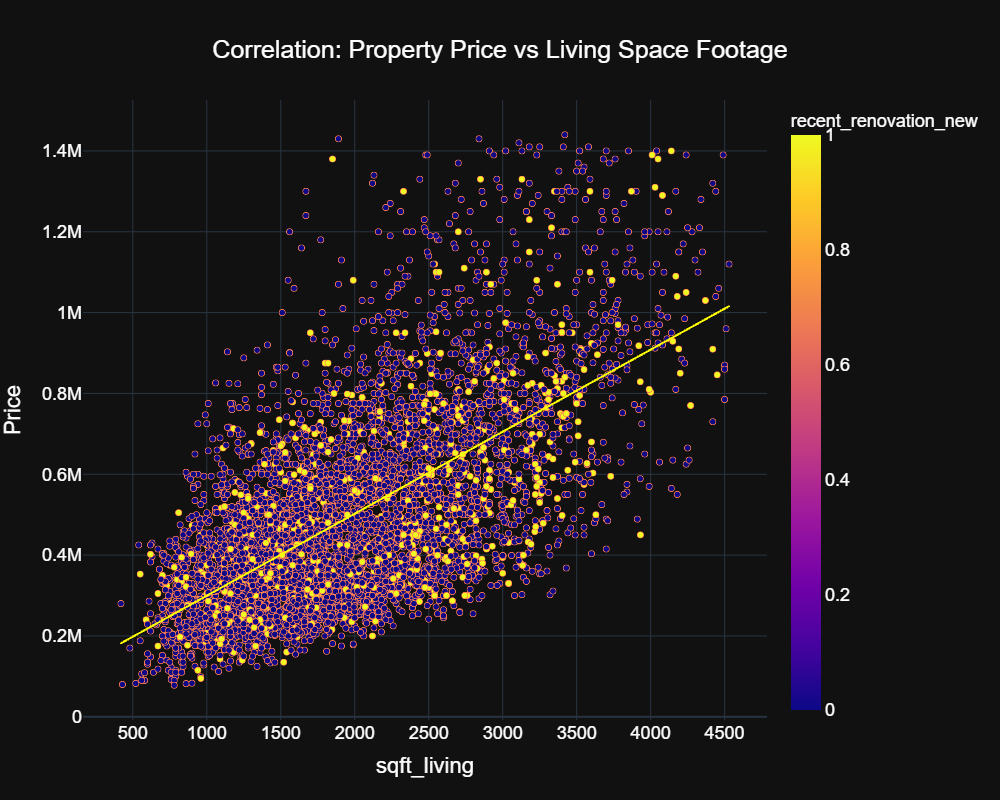 Correlation: Property Price vs Living Space Footage
recent_renovation_new
1
0.8
0.6
0.4
0.2
0
Price
1.4M
1.2M
1M
0.8M
0.6M
0.4M
0.2M
0
500 1000 1500 2000 2500 3000 3500 4000 4500
sqft_living